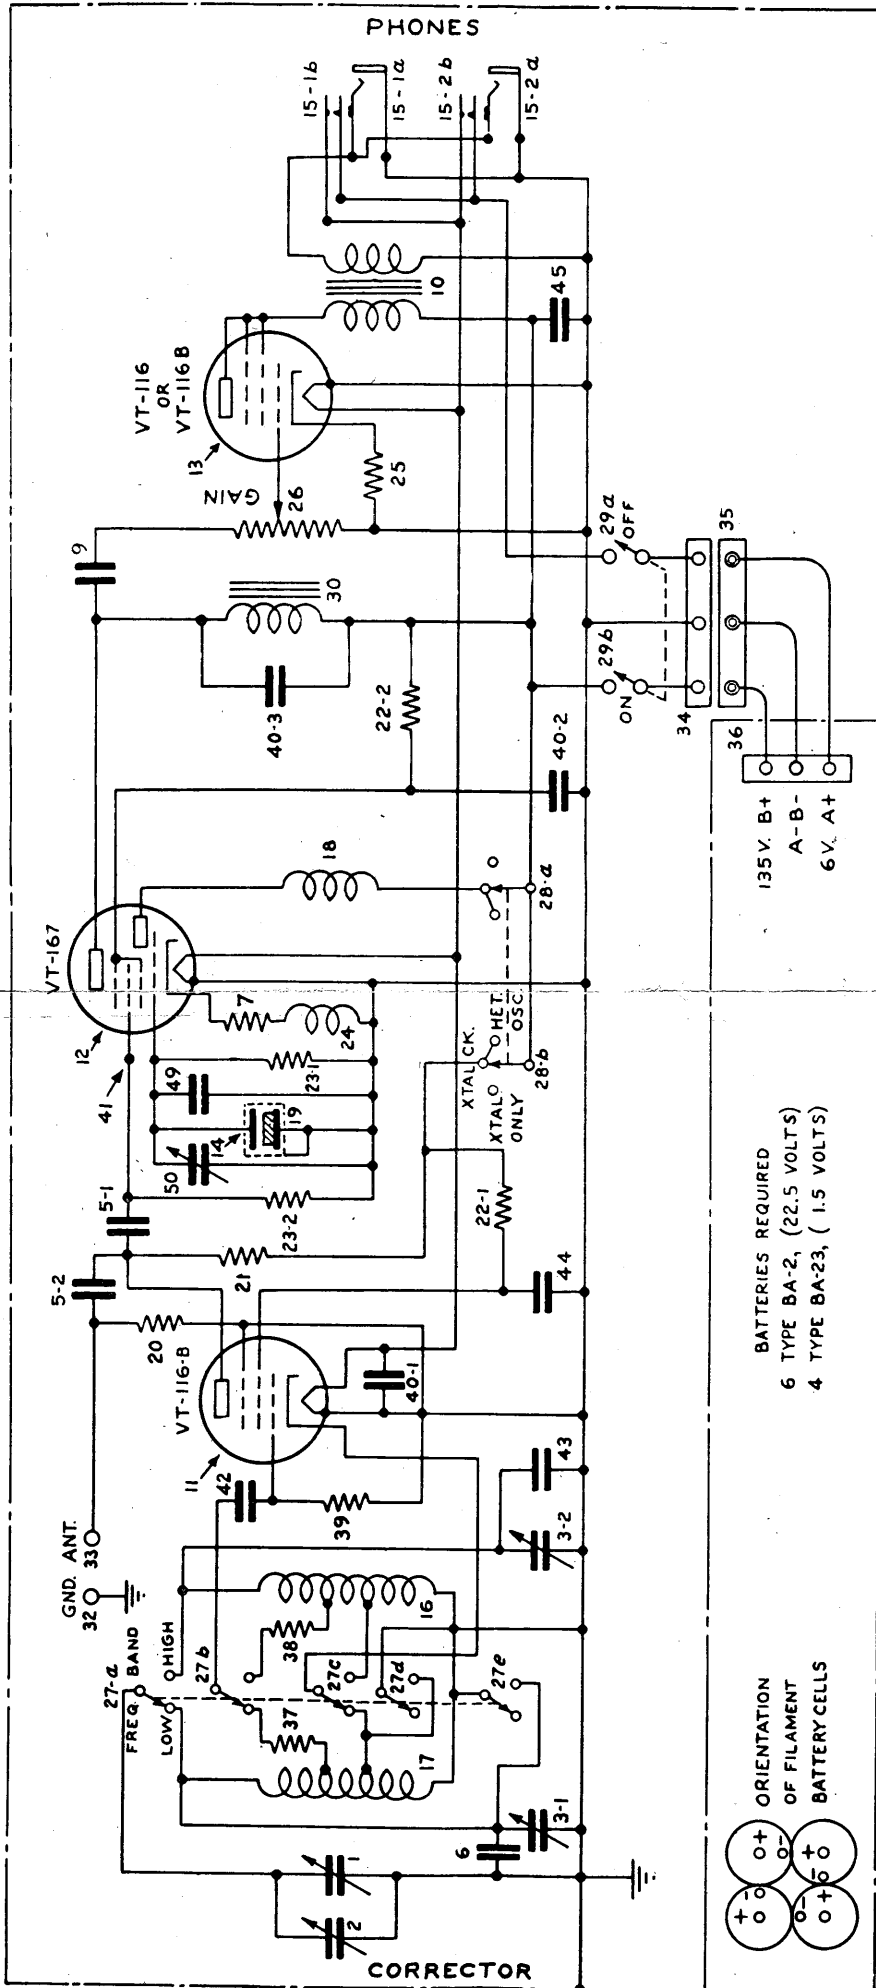 PHONES
15-1b
15-1a
15-2b
15-2a
10
45
VT-116
OR
VT-116B
13
GAIN
26
25
9
30
40-3
22-2
40-2
29a
OFF
29b
ON
34
35
36
135V. B+
A-B-
6V. A+
18
VT-167
12
41
7
24
23-1
49
4
19
50
14
23-2
5-1
5-2
28-a
28-b
XTAL CK.
HET.
OSC.
XTAL
ONLY
22-1
21
44
20
VT-116-B
11
40-1
42
39
43
3-2
GND. ANT.
32
33
27-a
FREQ. BAND
LOW
HIGH
27b
38
16
27c
27d
27e
37
17
3-1
6
1
2
CORRECTOR
BATTERIES REQUIRED
6 TYPE BA-2, (22.5 VOLTS)
4 TYPE BA-23, ( 1.5 VOLTS)
ORIENTATION
OF FILAMENT
BATTERY CELLS
+ - + -
- + - +